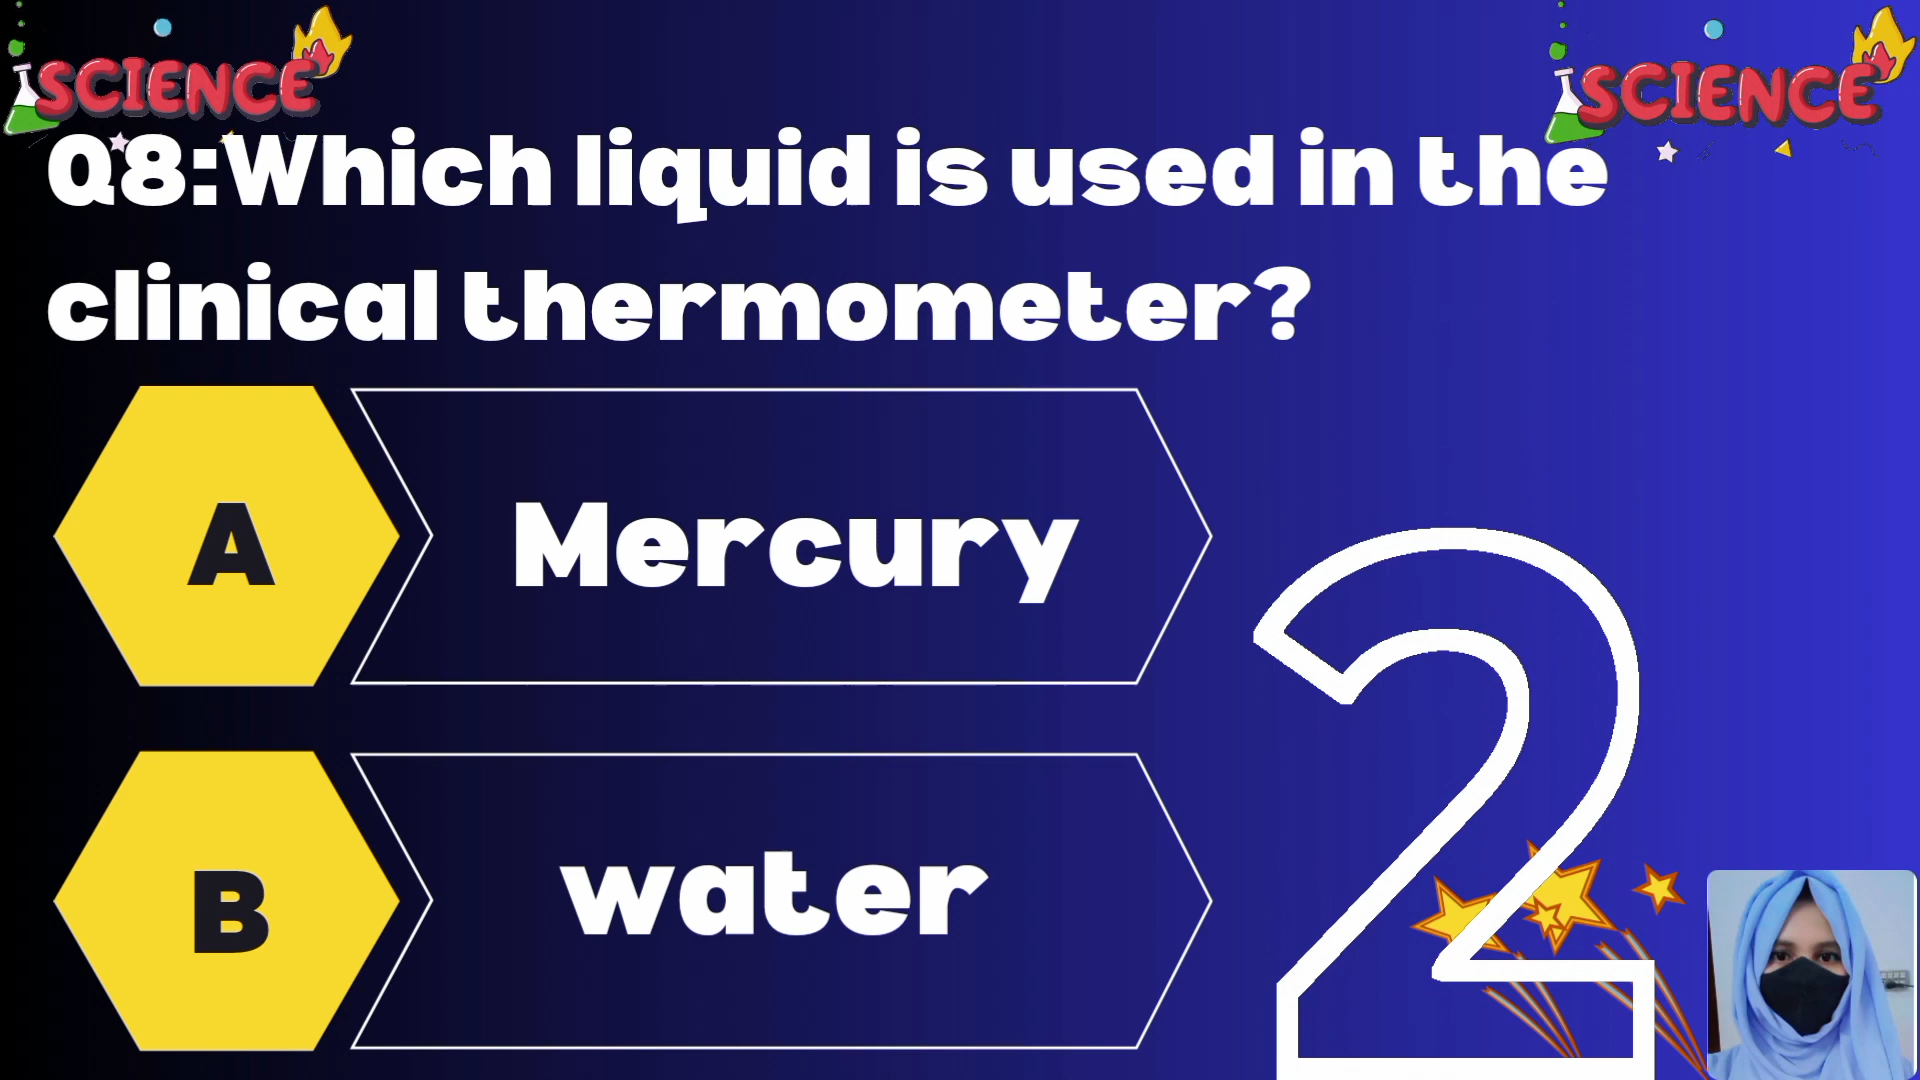 SCIENCE
SCIENCE
Q8:Which liquid is used in the
clinical thermometer?
A
Mercury
B
water
2